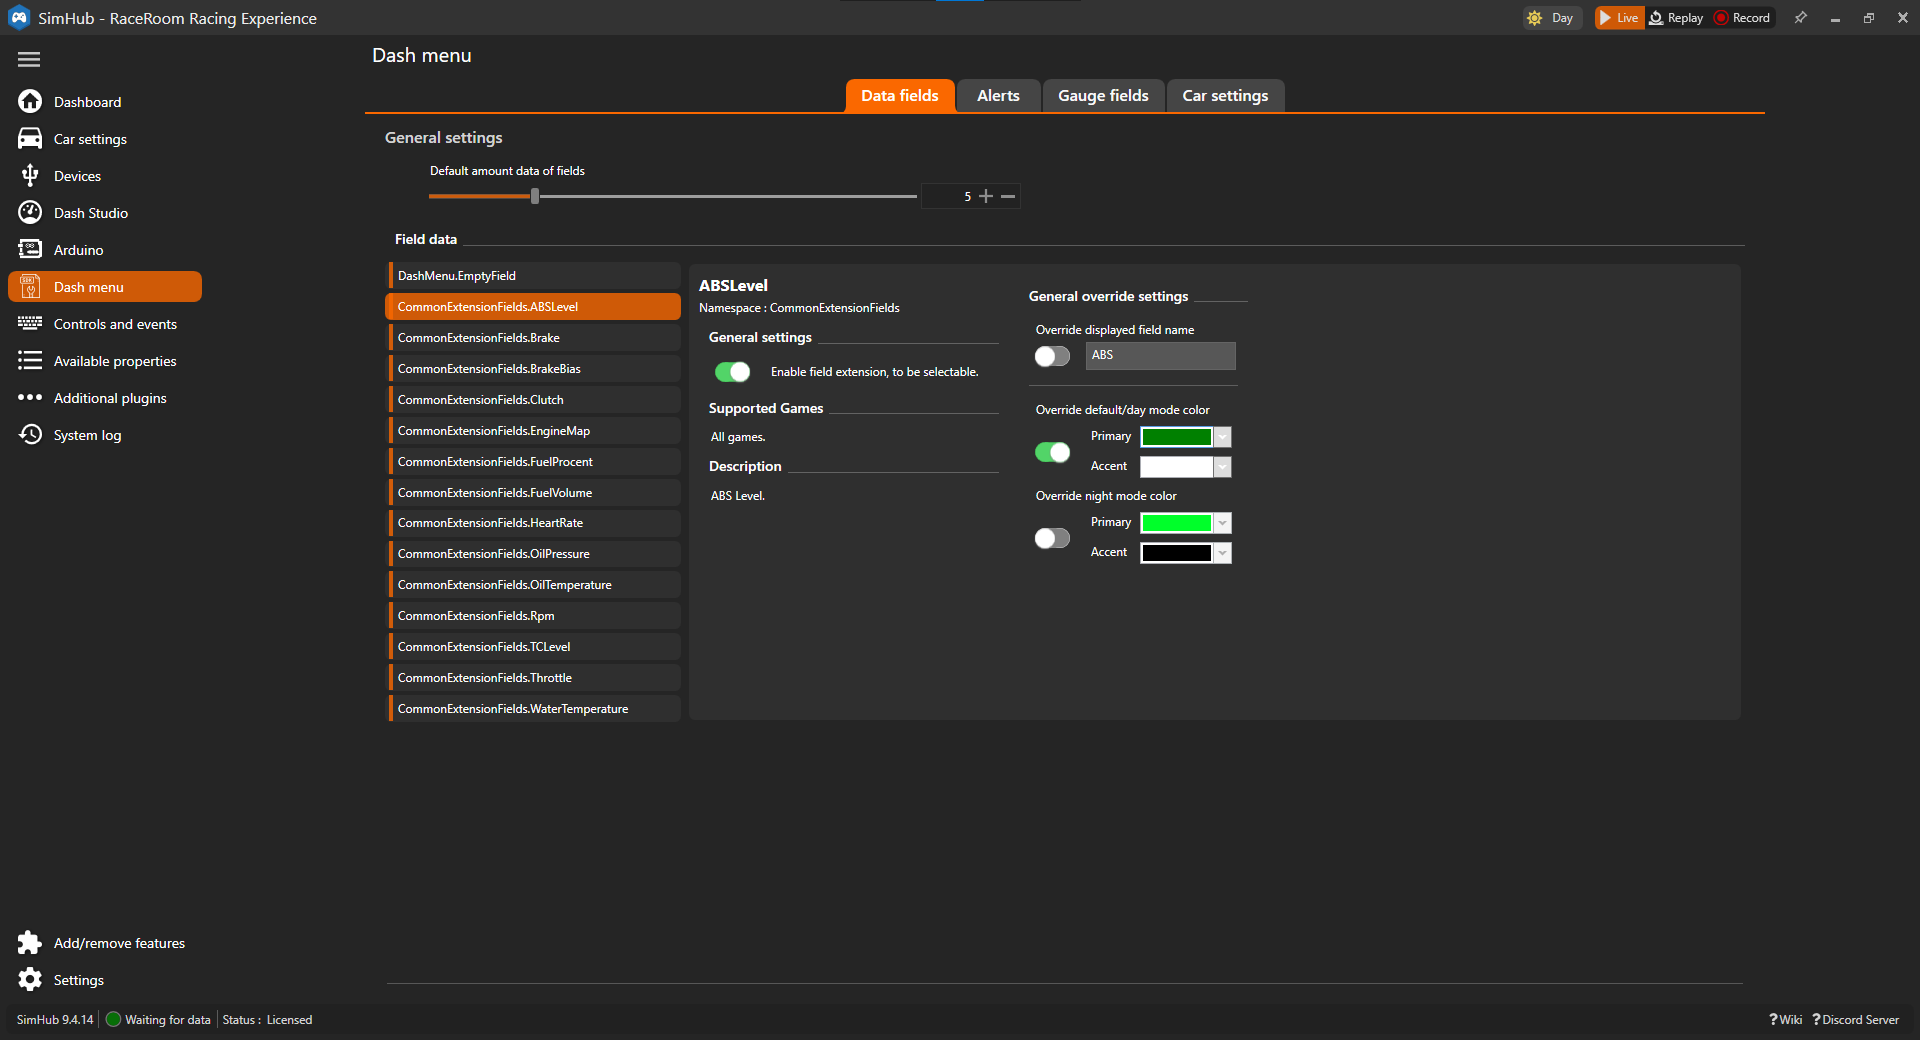 SimHub - RaceRoom Racing Experience
Day
Live
Replay
Record
Dash menu
Dashboard
Car settings
Devices
Dash Studio
Arduino
Dash menu
Controls and events
Available properties
Additional plugins
System log
Add/remove features
Settings
Data fields
Alerts
Gauge fields
Car settings
General settings
Default amount data of fields
5
Field data
DashMenu.EmptyField
CommonExtensionFields.ABSLevel
CommonExtensionFields.Brake
CommonExtensionFields.BrakeBias
CommonExtensionFields.Clutch
CommonExtensionFields.EngineMap
CommonExtensionFields.FuelProcent
CommonExtensionFields.FuelVolume
CommonExtensionFields.HeartRate
CommonExtensionFields.OilPressure
CommonExtensionFields.OilTemperature
CommonExtensionFields.Rpm
CommonExtensionFields.TCLevel
CommonExtensionFields.Throttle
CommonExtensionFields.WaterTemperature
ABSLevel
Namespace : CommonExtensionFields
General settings
Enable field extension, to be selectable.
Supported Games
All games.
Description
ABS Level.
General override settings
Override displayed field name
ABS
Override default/day mode color
Primary
Accent
Override night mode color
Primary
Accent
SimHub 9.4.14
Waiting for data
Status : Licensed
?Wiki
?Discord Server